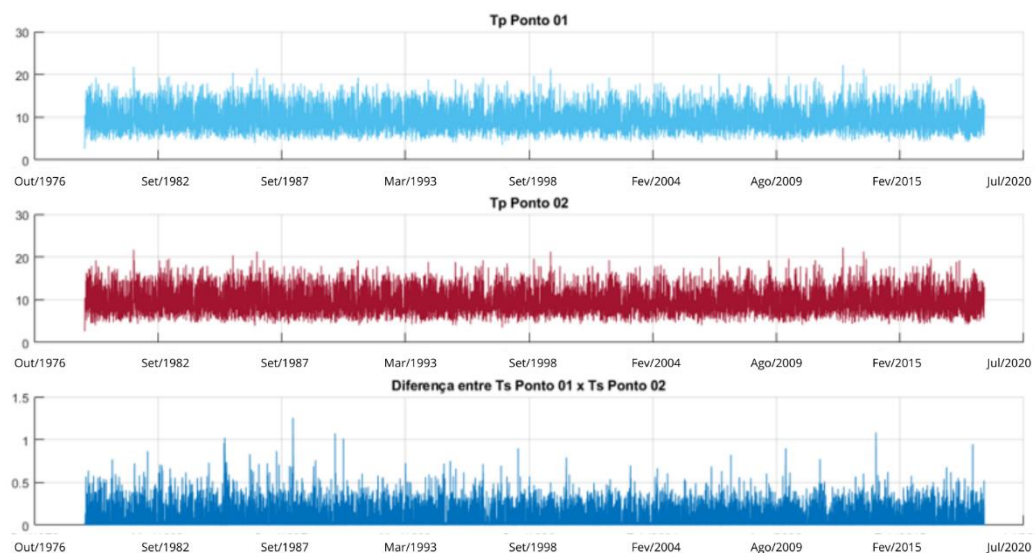 Tp Ponto 01
30
20
10
0
Out/1976 Set/1982 Set/1987 Mar/1993 Set/1998 Fev/2004 Ago/2009 Fev/2015 Jul/2020
Tp Ponto 02
30
20
10
0
Out/1976 Set/1982 Set/1987 Mar/1993 Set/1998 Fev/2004 Ago/2009 Fev/2015 Jul/2020
Diferença entre Ts Ponto 01 x Ts Ponto 02
1.5
1
0.5
0
Out/1976 Set/1982 Set/1987 Mar/1993 Set/1998 Fev/2004 Ago/2009 Fev/2015 Jul/2020